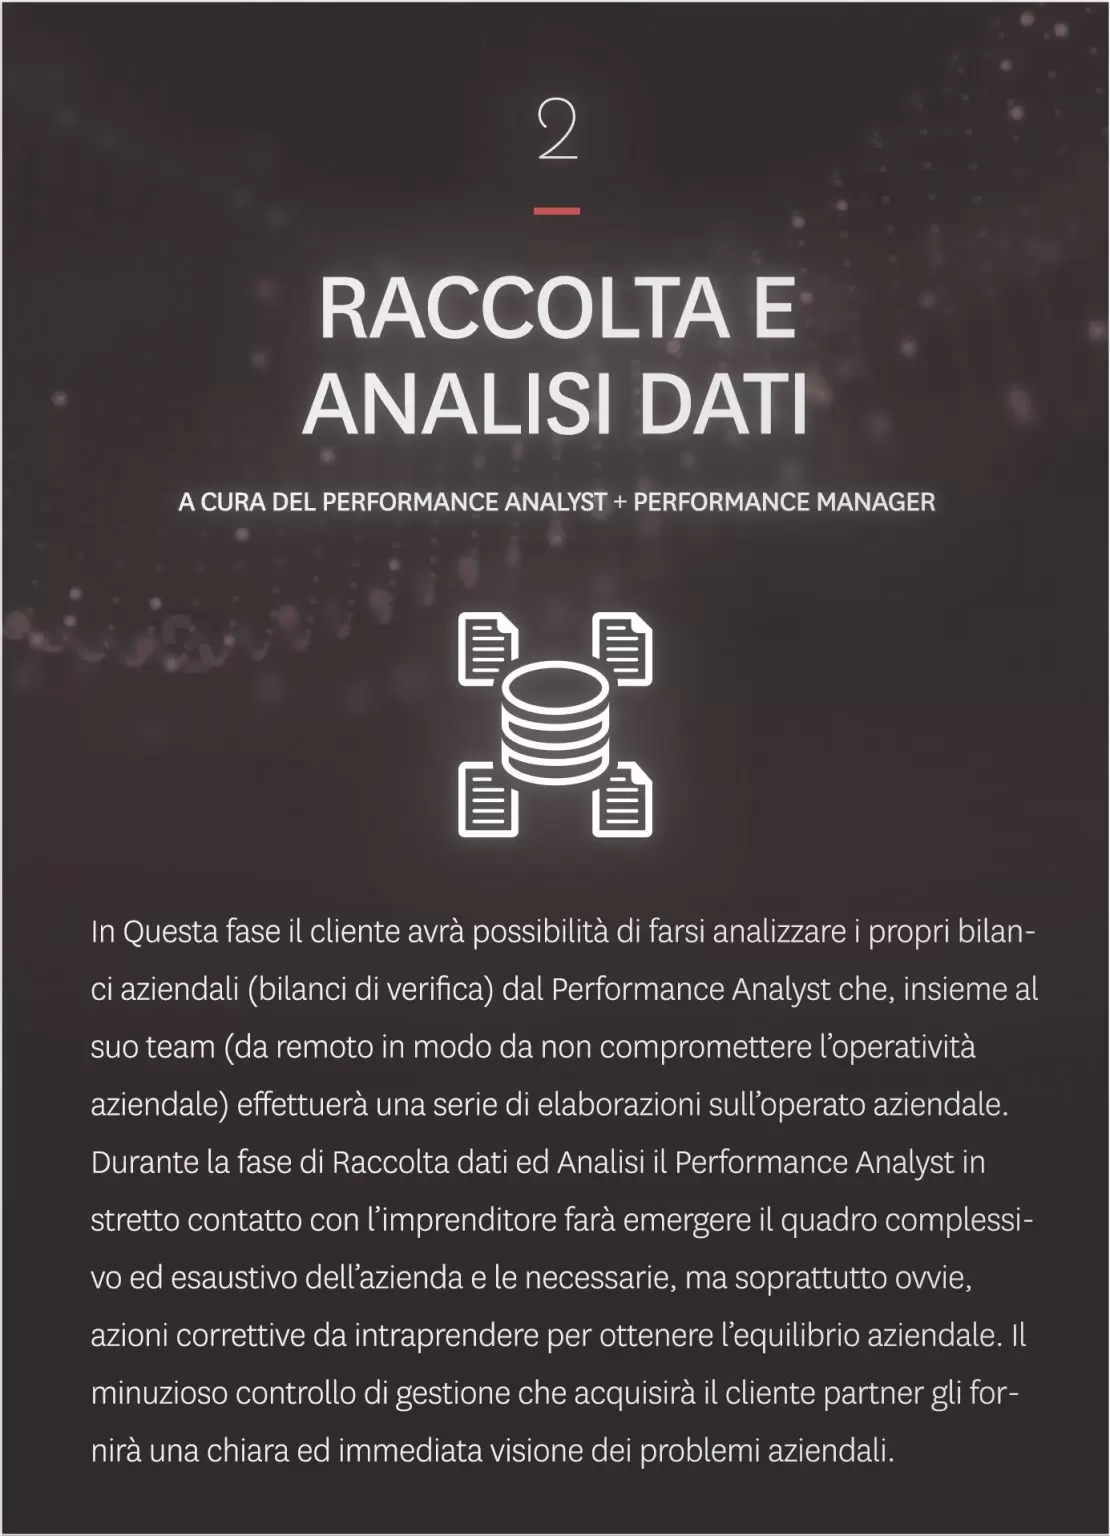 2
RACCOLTA E
ANALISI DATI
A CURA DEL PERFORMANCE ANALYST + PERFORMANCE MANAGER
In Questa fase il cliente avrà possibilità di farsi analizzare i propri bilan-
ci aziendali (bilanci di verifica) dal Performance Analyst che, insieme al
suo team (da remoto in modo da non compromettere l’operatività
aziendale) effettuerà una serie di elaborazioni sull’operato aziendale.
Durante la fase di Raccolta dati ed Analisi il Performance Analyst in
stretto contatto con l’imprenditore farà emergere il quadro complessi-
vo ed esaustivo dell’azienda e le necessarie, ma soprattutto ovvie,
azioni correttive da intraprendere per ottenere l’equilibrio aziendale. Il
minuzioso controllo di gestione che acquisirà il cliente partner gli for-
nirà una chiara ed immediata visione dei problemi aziendali.